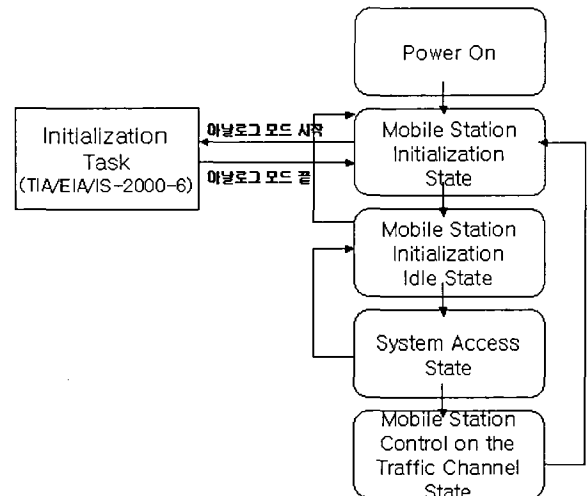 Power On
아날로그 모드 시작
Initialization
Task
(TIA/EIA/IS-2000-6)
아날로그 모드 끝
Mobile Station
Initialization
State
Mobile Station
Initialization
Idle State
System Access
State
Mobile Station
Control on the
Traffic Channel
State